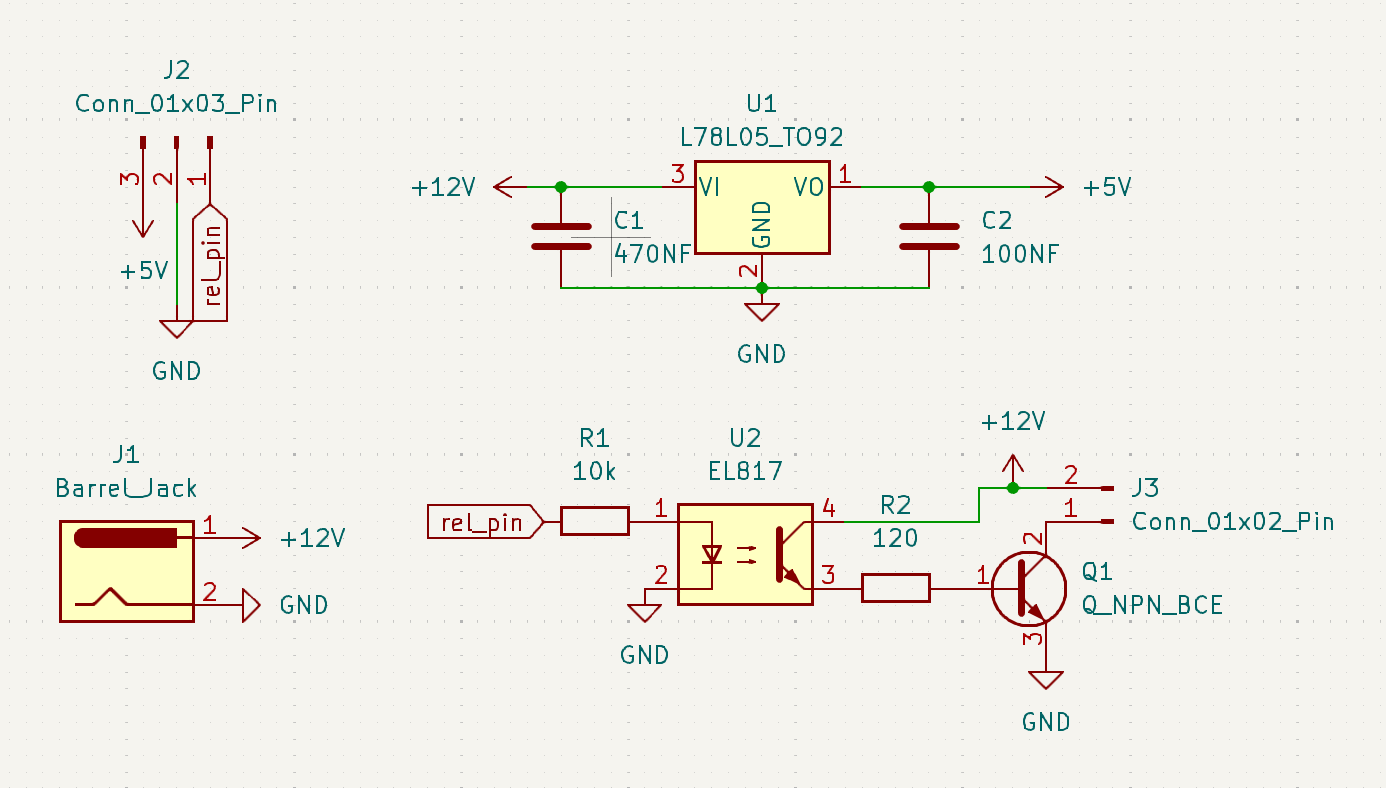 J2
Conn_01x03_Pin
3
2
1
+5V
rel_pin
GND
U1
L78L05_TO92
+12V
3
VI
VO
1
+5V
GND
2
C1
470NF
C2
100NF
GND
J1
Barrel_Jack
1
+12V
2
GND
R1
10k
U2
EL817
+12V
rel_pin
1
2
4
3
GND
R2
120
2
1
J3
Conn_01x02_Pin
2
1
Q1
Q_NPN_BCE
3
GND